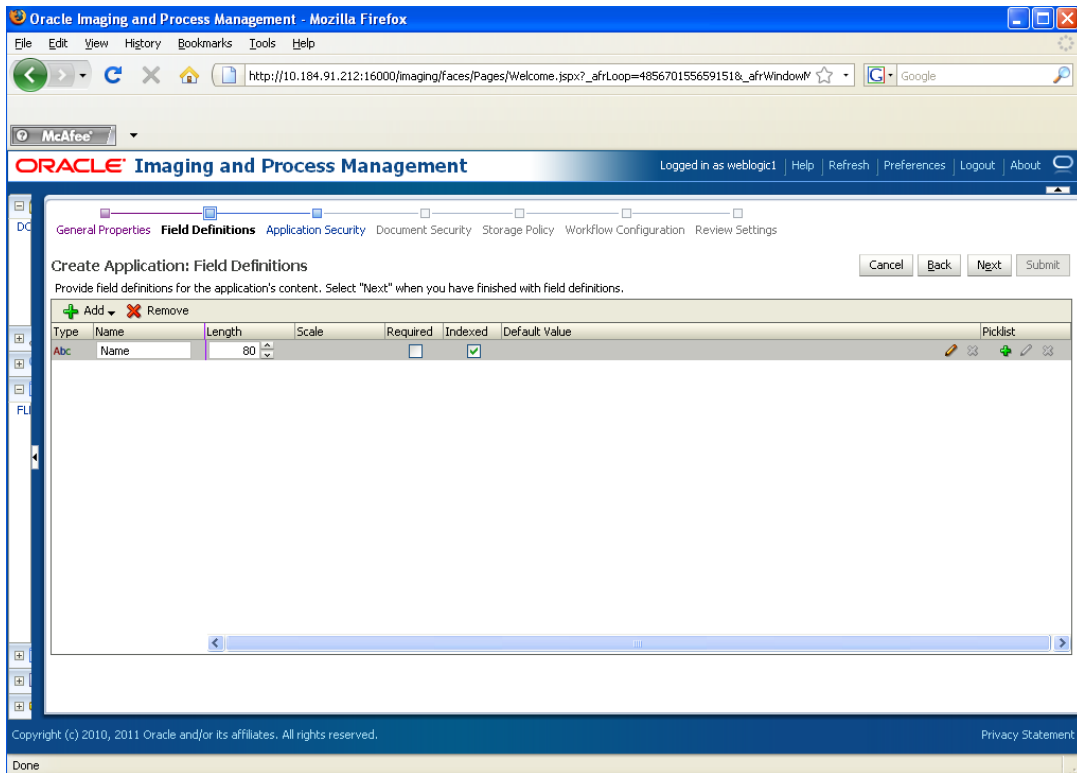 Oracle Imaging and Process Management - Mozilla Firefox
File Edit View History Bookmarks Tools Help
http://10.184.91.212:16000/imaging/faces/Pages/Welcome.jspx?_afrLoop=485670155659151&_afrWindowM
G Google
McAfee
ORACLE Imaging and Process Management
Logged in as weblogic1 | Help | Refresh | Preferences | Logout | About
DO
General Properties Field Definitions Application Security Document Security Storage Policy Workflow Configuration Review Settings
Create Application: Field Definitions
Cancel Back Next Submit
Provide field definitions for the application's content. Select "Next" when you have finished with field definitions.
Add Remove
Type Name Length Scale Required Indexed Default Value Picklist
Abc Name 80
FLI
Copyright (c) 2010, 2011 Oracle and/or its affiliates. All rights reserved.
Privacy Statement
Done